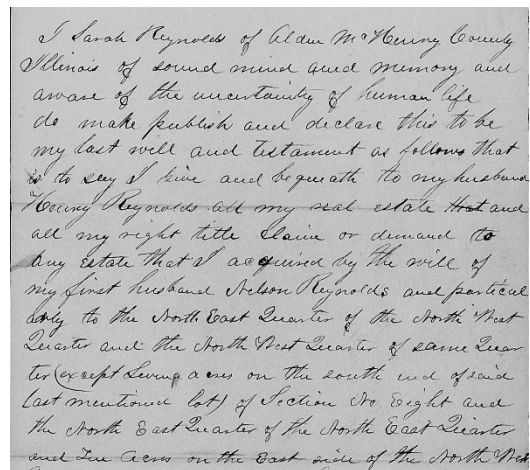 I Sarah Reynolds of Alden McHenry County
Illinois of sound mind and memory and
aware of the uncertainity of human life
do make publish and declare this to be
my last will and testament as follows that
is to say I Give and bequeath to my husband
Henry Reynolds all my real estate and
all my right title Claim or demand to
any estate that I acquired by the will of
my first husband Nelson Reynolds and partical
arly to the North East Quarter of the North West
Quarter and the North West Quarter of same Quar
ter (except Seven acres on the south end of said
last mentioned lot) of Section No Eight and
the North East Quarter of the North East Quarter
and acres on the East side of the North West